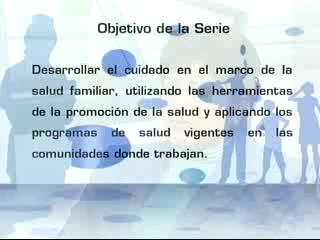 Objetivo de la Serie
Desarrollar el cuidado en el marco de la
salud familiar, utilizando las herramientas
de la promoción de la salud y aplicando los
programas de salud vigentes en las
comunidades donde trabajan.